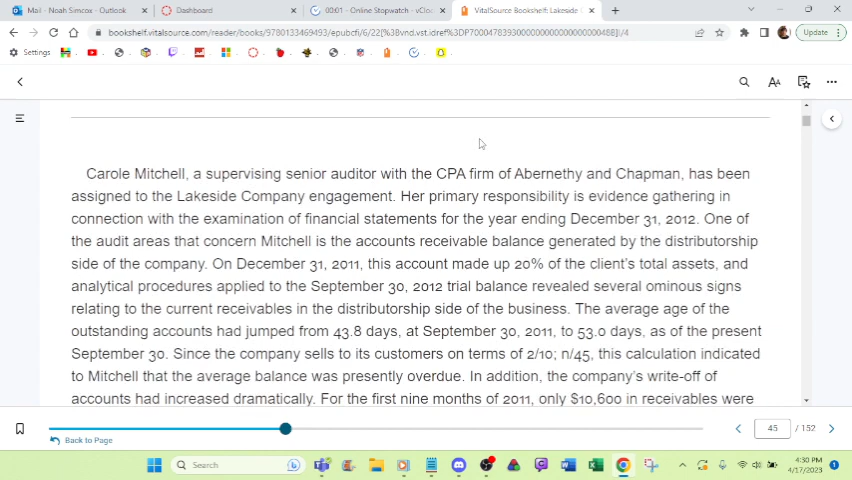 Mail - Noah Simcox - Outlook
Dashboard
00:01 - Online Stopwatch - vClou
VitalSource Bookshelf: Lakeside
bookshelf.vitalsource.com/reader/books/9780133469493/epubcfi/6/22[%3Bvnd.vst.idref%3DP70004783930000000000000000000048B]!/4
Update
Settings
Carole Mitchell, a supervising senior auditor with the CPA firm of Abernethy and Chapman, has been
assigned to the Lakeside Company engagement. Her primary responsibility is evidence gathering in
connection with the examination of financial statements for the year ending December 31, 2012. One of
the audit areas that concern Mitchell is the accounts receivable balance generated by the distributorship
side of the company. On December 31, 2011, this account made up 20% of the client's total assets, and
analytical procedures applied to the September 30, 2012 trial balance revealed several ominous signs
relating to the current receivables in the distributorship side of the business. The average age of the
outstanding accounts had jumped from 43.8 days, at September 30, 2011, to 53.0 days, as of the present
September 30. Since the company sells to its customers on terms of 2/10; n/45, this calculation indicated
to Mitchell that the average balance was presently overdue. In addition, the company's write-off of
accounts had increased dramatically. For the first nine months of 2011, only $10,600 in receivables were
45 / 152
Back to Page
Search
4:30 PM
4/17/2023